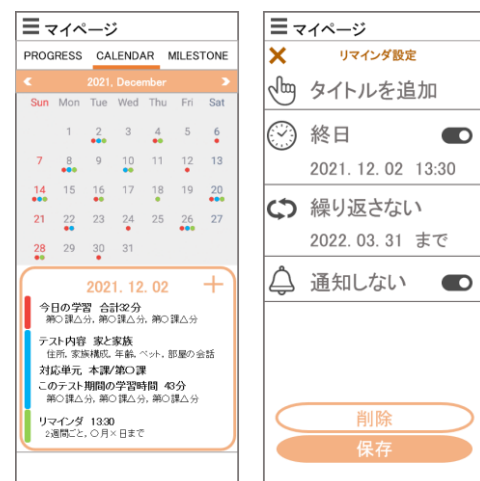 マイページ
PROGRESS CALENDAR MILESTONE
2021, December
Sun Mon Tue Wed Thu Fri Sat
1 2 3 4 5 6
7 8 9 10 11 12 13
14 15 16 17 18 19 20
21 22 23 24 25 26 27
28 29 30 31
2021. 12. 02
今日の学習 合計32分
第○課△分, 第○課△分, 第○課△分
テスト内容 家と家族
住所, 家族構成, 年齢, ペット, 部屋の会話
対応単元 本課/第○課
このテスト期間の学習時間 43分
第○課△分, 第○課△分, 第○課△分
リマインダ 13:30
2週間ごと, ○月×日まで
マイページ
リマインダ設定
タイトルを追加
終日
2021. 12. 02 13:30
繰り返さない
2022. 03. 31 まで
通知しない
削除
保存